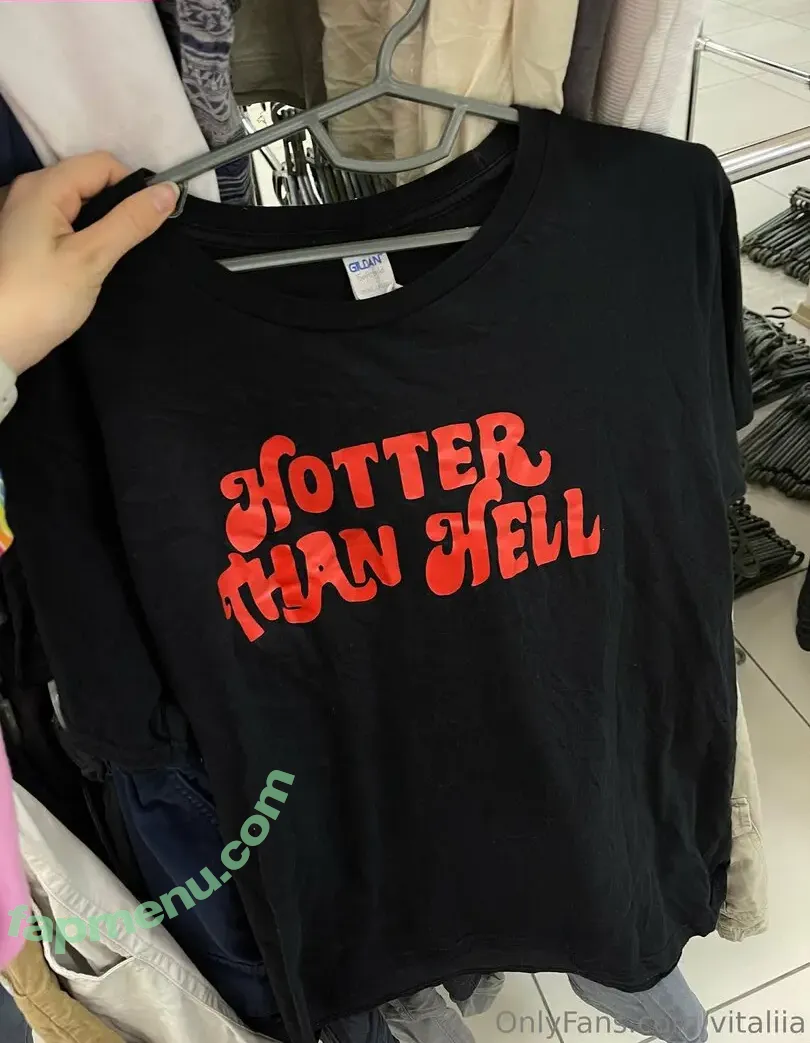 GILDAN
HOTTER
THAN HELL
fapmenu.com
OnlyFans.com/vitaliia